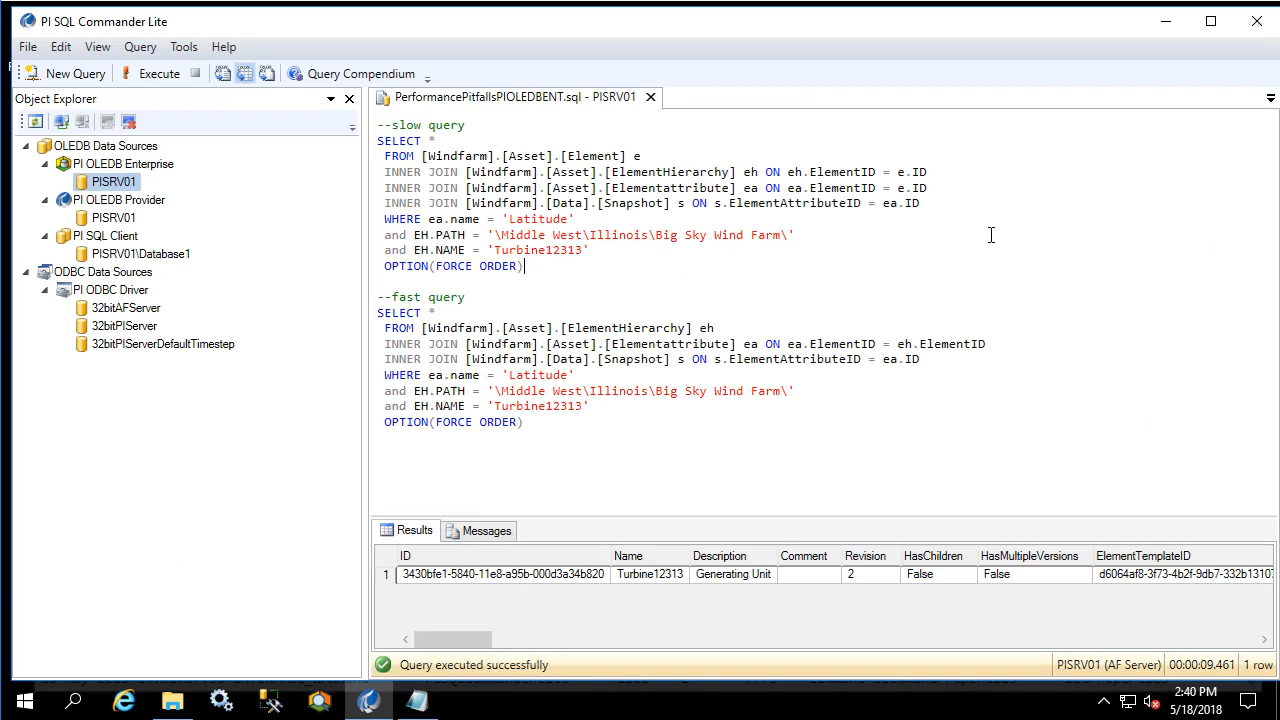 PI SQL Commander Lite
File Edit View Query Tools Help
New Query Execute Query Compendium
Object Explorer
PerformancePitfallsPIOLEDBENT.sql - PISRV01
OLEDB Data Sources
PI OLEDB Enterprise
PISRV01
PI OLEDB Provider
PISRV01
PI SQL Client
PISRV01\Database1
ODBC Data Sources
PI ODBC Driver
32bitAFServer
32bitPIServer
32bitPIServerDefaultTimestep
--slow query
SELECT *
FROM [Windfarm].[Asset].[Element] e
INNER JOIN [Windfarm].[Asset].[ElementHierarchy] eh ON eh.ElementID = e.ID
INNER JOIN [Windfarm].[Asset].[Elementattribute] ea ON ea.ElementID = e.ID
INNER JOIN [Windfarm].[Data].[Snapshot] s ON s.ElementAttributeID = ea.ID
WHERE ea.name = 'Latitude'
and EH.PATH = '\Middle West\Illinois\Big Sky Wind Farm\'
and EH.NAME = 'Turbine12313'
OPTION(FORCE ORDER)
--fast query
SELECT *
FROM [Windfarm].[Asset].[ElementHierarchy] eh
INNER JOIN [Windfarm].[Asset].[Elementattribute] ea ON ea.ElementID = eh.ElementID
INNER JOIN [Windfarm].[Data].[Snapshot] s ON s.ElementAttributeID = ea.ID
WHERE ea.name = 'Latitude'
and EH.PATH = '\Middle West\Illinois\Big Sky Wind Farm\'
and EH.NAME = 'Turbine12313'
OPTION(FORCE ORDER)
Results Messages
ID Name Description Comment Revision HasChildren HasMultipleVersions ElementTemplateID
1 3430bfe1-5840-11e8-a95b-000d3a34b820 Turbine12313 Generating Unit 2 False False d6064af8-3f73-4b2f-9db7-332b13107
Query executed successfully PISRV01 (AF Server) 00:00:09.461 1 row
2:40 PM
5/18/2018